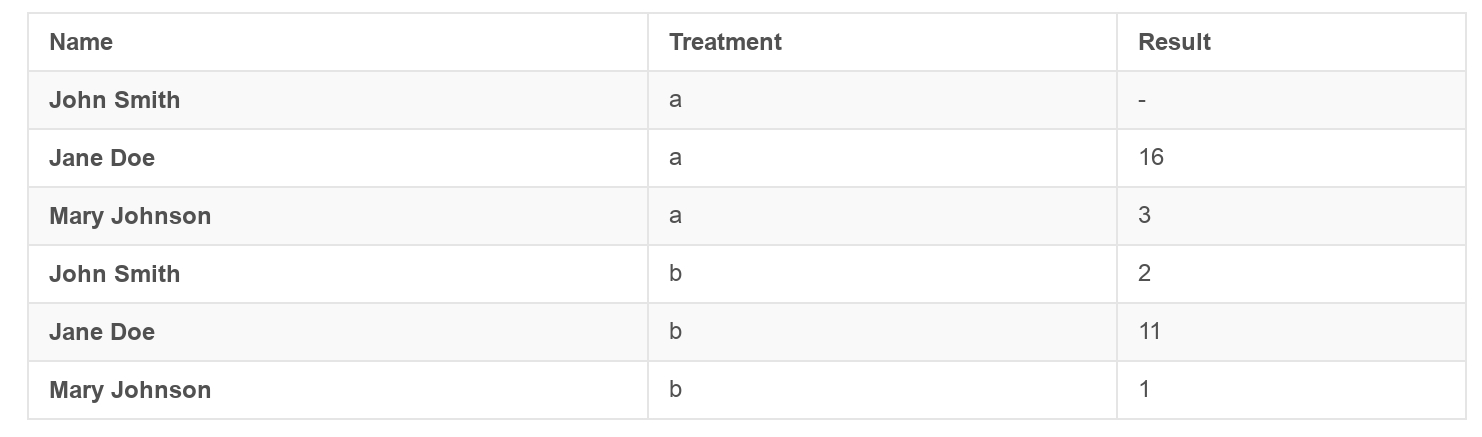 Name Treatment Result
John Smith a -
Jane Doe a 16
Mary Johnson a 3
John Smith b 2
Jane Doe b 11
Mary Johnson b 1